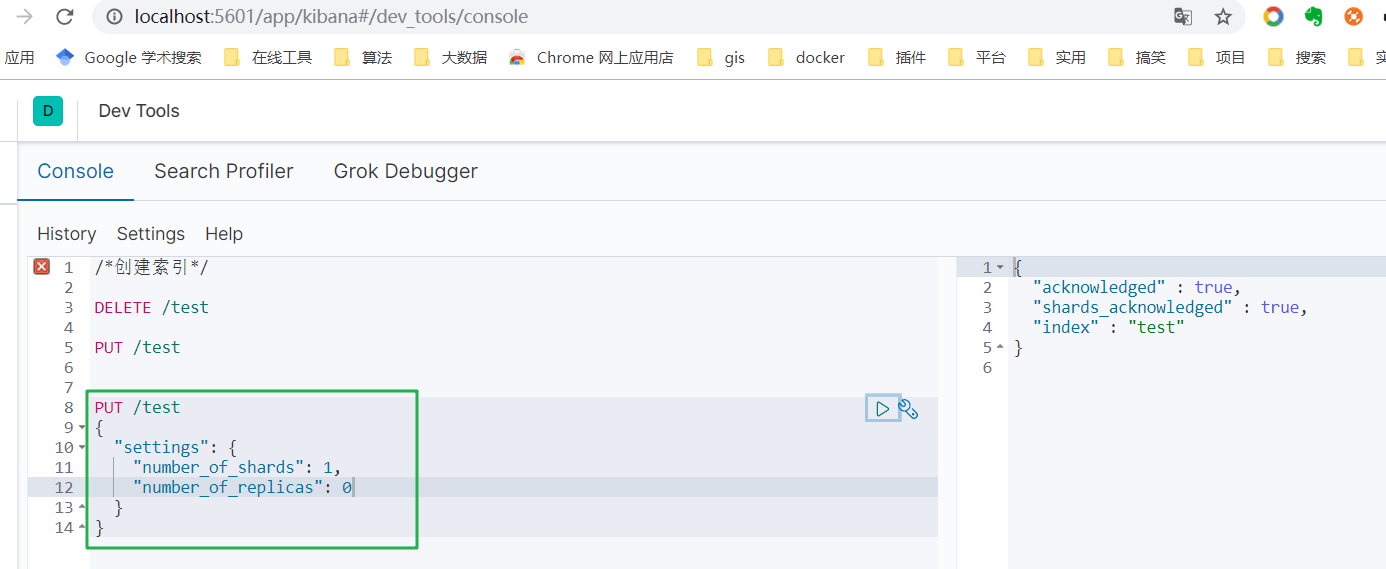 localhost:5601/app/kibana#/dev_tools/console
应用 Google 学术搜索 在线工具 算法 大数据 Chrome 网上应用店 gis docker 插件 平台 实用 搞笑 项目 搜索
D Dev Tools
Console Search Profiler Grok Debugger
History Settings Help
1 /*创建索引*/
2
3 DELETE /test
4
5 PUT /test
6
7
8 PUT /test
9 {
10 "settings": {
11 "number_of_shards": 1,
12 "number_of_replicas": 0
13 }
14 }
1 {
2 "acknowledged" : true,
3 "shards_acknowledged" : true,
4 "index" : "test"
5 }
6